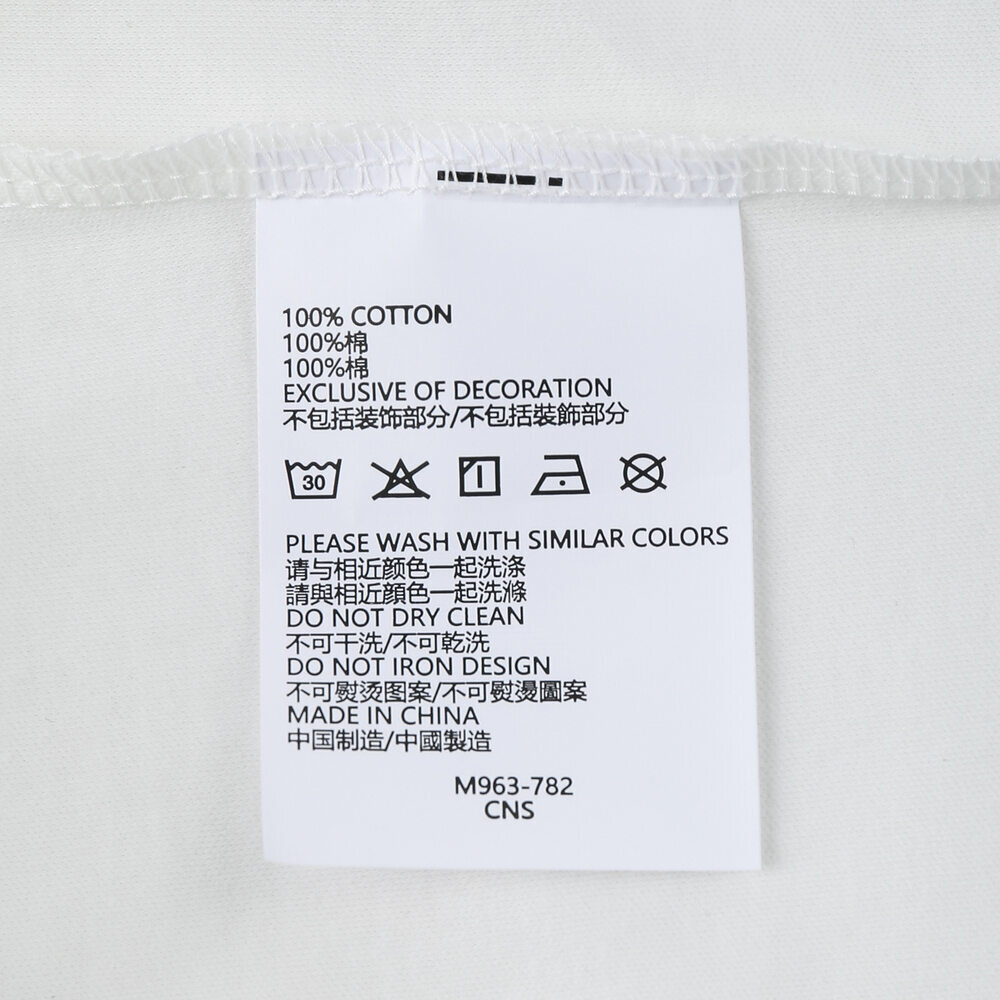 100% COTTON
100%棉
100%棉
EXCLUSIVE OF DECORATION
不包括装饰部分/不包括裝飾部分
30
PLEASE WASH WITH SIMILAR COLORS
请与相近颜色一起洗涤
請與相近顏色一起洗滌
DO NOT DRY CLEAN
不可干洗/不可乾洗
DO NOT IRON DESIGN
不可熨烫图案/不可熨燙圖案
MADE IN CHINA
中国制造/中國製造
M963-782
CNS